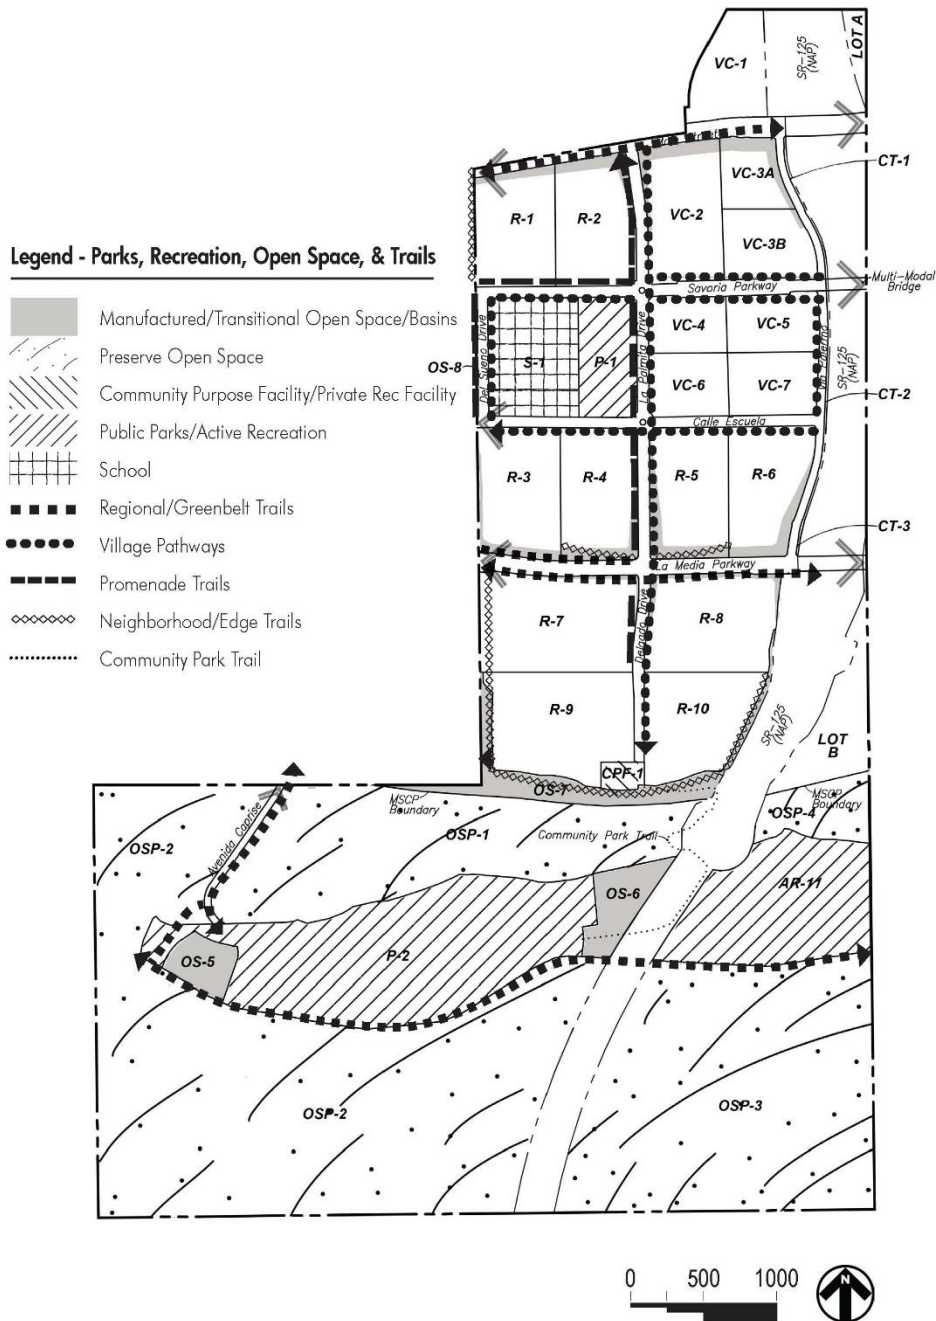 LOT A
VC-1
SR-125
(NAP)
CT-1
VC-3A
R-1
R-2
VC-2
VC-3B
Legend - Parks, Recreation, Open Space, & Trails
Multi-Modal
Bridge
Savoria Parkway
Manufactured/Transitional Open Space/Basins
Preserve Open Space
Community Purpose Facility/Private Rec Facility
Public Parks/Active Recreation
School
Regional/Greenbelt Trails
Village Pathways
Promenade Trails
Neighborhood/Edge Trails
Community Park Trail
OS-8
Del Sueno Drive
S-1
P-1
La Palmita Drive
VC-4
VC-5
VC-6
VC-7
SR-125
(NAP)
CT-2
Calle Escuela
R-3
R-4
R-5
R-6
CT-3
La Media Parkway
R-7
Delgado Drive
R-8
R-9
R-10
SR-125
(NAP)
LOT
B
CPF-1
OS-7
MSCP
Boundary
MSCP
Boundary
OSP-4
OSP-1
Community Park Trail
OSP-2
Avenida Caprise
OS-6
AR-11
OS-5
P-2
OSP-2
OSP-3
0 500 1000
N